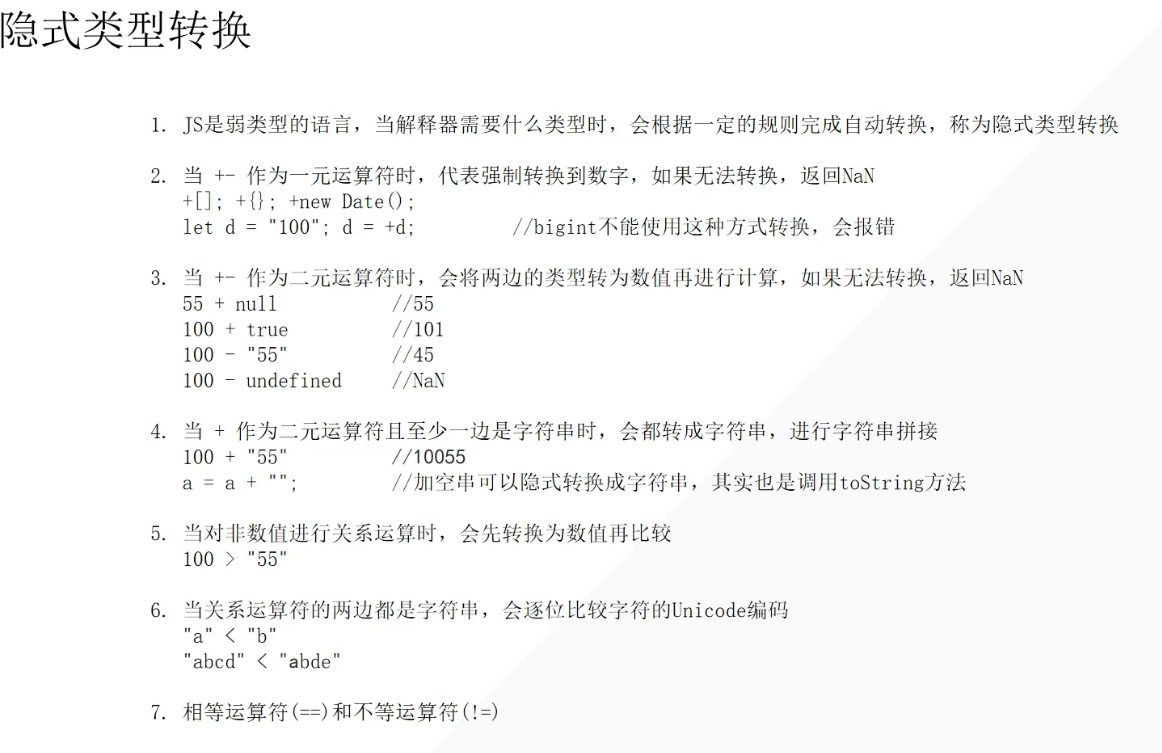 隐式类型转换
1. JS是弱类型的语言，当解释器需要什么类型时，会根据一定的规则完成自动转换，称为隐式类型转换
2. 当 +- 作为一元运算符时，代表强制转换到数字，如果无法转换，返回NaN
+[]; +{}; +new Date();
let d = "100"; d = +d; //bigint不能使用这种方式转换，会报错
3. 当 +- 作为二元运算符时，会将两边的类型转为数值再进行计算，如果无法转换，返回NaN
55 + null //55
100 + true //101
100 - "55" //45
100 - undefined //NaN
4. 当 + 作为二元运算符且至少一边是字符串时，会都转成字符串，进行字符串拼接
100 + "55" //10055
a = a + ""; //加空串可以隐式转换成字符串，其实也是调用toString方法
5. 当对非数值进行关系运算时，会先转换为数值再比较
100 > "55"
6. 当关系运算符的两边都是字符串，会逐位比较字符的Unicode编码
"a" < "b"
"abcd" < "abde"
7. 相等运算符(==)和不等运算符(!=)